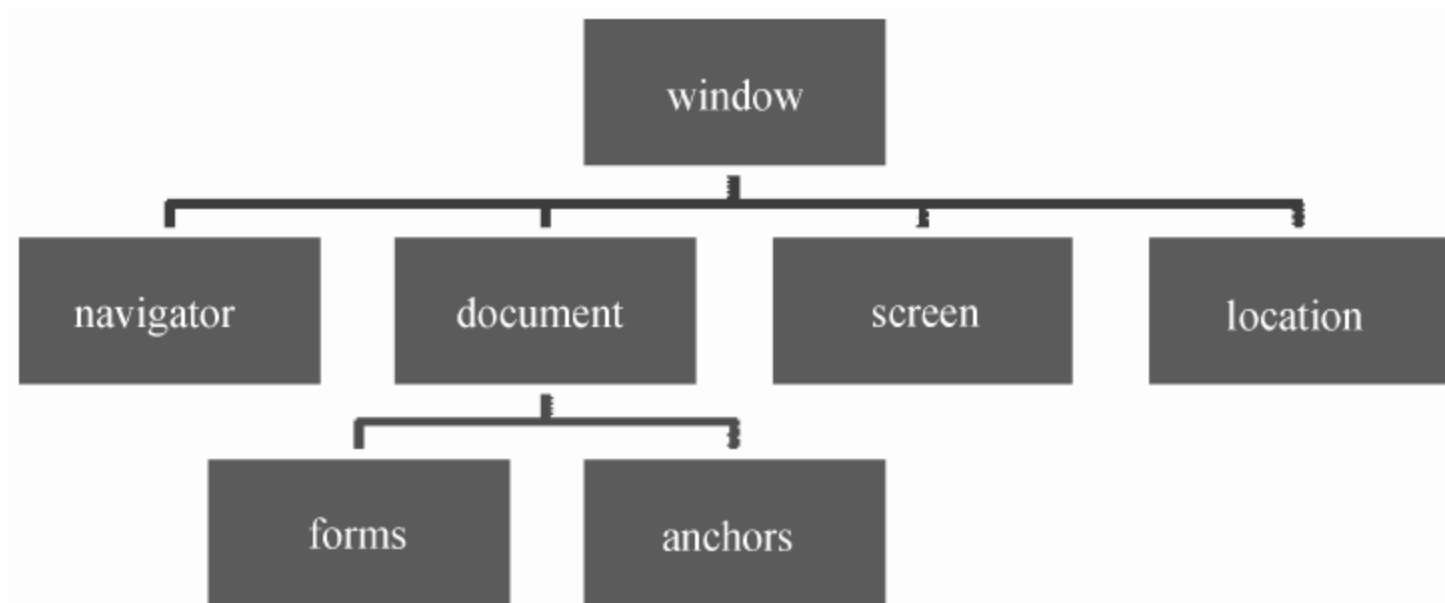 window
navigator
document
screen
location
forms
anchors